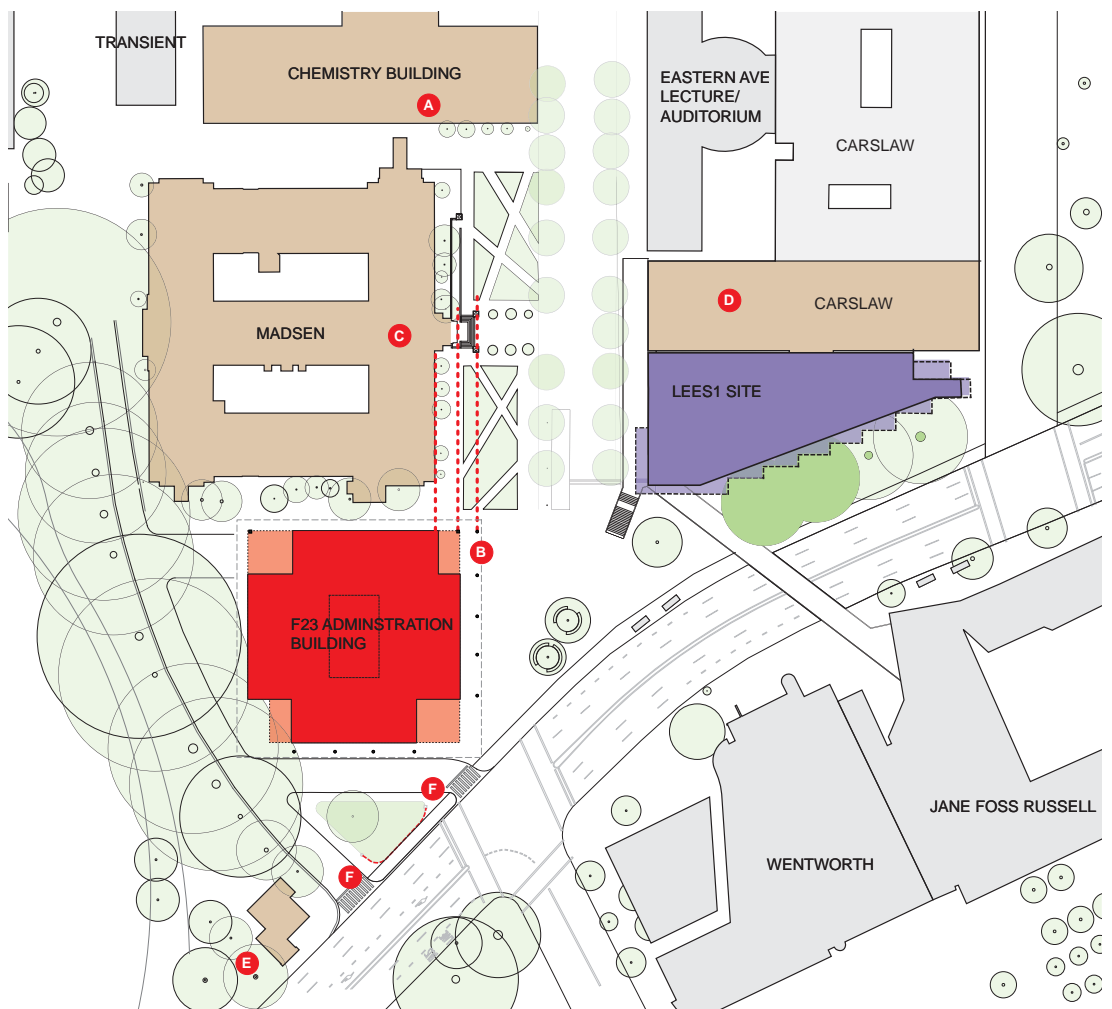 TRANSIENT
CHEMISTRY BUILDING
A
EASTERN AVE
LECTURE/
AUDITORIUM
CARSLAW
MADSEN
C
D
CARSLAW
LEES1 SITE
B
F23 ADMINSTRATION
BUILDING
F
F
E
JANE FOSS RUSSELL
WENTWORTH